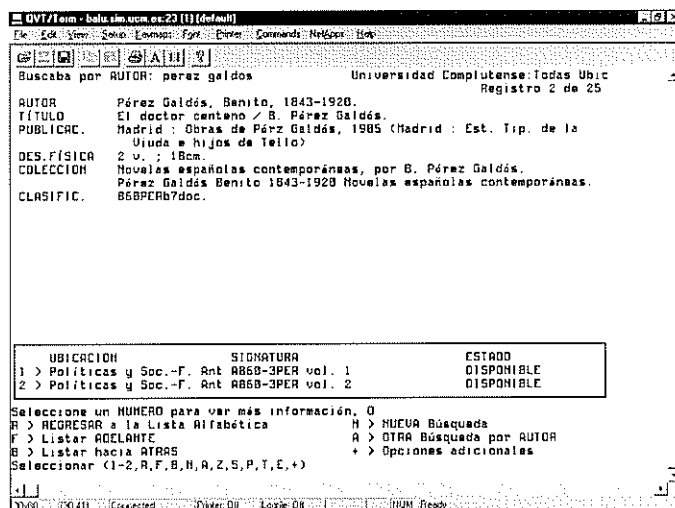 QVT/Term - balu.sim.ucm.es:23 [1] (default)
File Edit View Setup Keymaps Font Printer Commands NetAppz Help
Buscaba por AUTOR: perez galdos Universidad Complutense:Todas Ubic
Registro 2 de 25
AUTOR Pérez Galdós, Benito, 1843-1920.
TÍTULO El doctor centeno / B. Pérez Galdós.
PUBLICAC. Madrid : Obras de Pérz Galdós, 1905 (Madrid : Est. Tip. de la
Viuda e hijos de Tello)
DES.FÍSICA 2 v. ; 18cm.
COLECCION Novelas españolas contemporáneas, por B. Pérez Galdós.
Pérez Galdós Benito 1843-1920 Novelas españolas contemporáneas.
CLASIFIC. 860PERb7doc.
UBICACION SIGNATURA ESTADO
1 > Políticas y Soc.-F. Ant A860-3PER vol. 1 DISPONIBLE
2 > Políticas y Soc.-F. Ant A860-3PER vol. 2 DISPONIBLE
Seleccione un NUMERO para ver más información, O
R > REGRESAR a la Lista Alfabética N > NUEVA Búsqueda
F > Listar ADELANTE A > OTRA Búsqueda por AUTOR
B > Listar hacia ATRAS + > Opciones adicionales
Seleccionar (1-2,R,F,B,N,A,Z,S,P,T,E,+)
Connected Printer: Off Logfile: Off NUM Ready